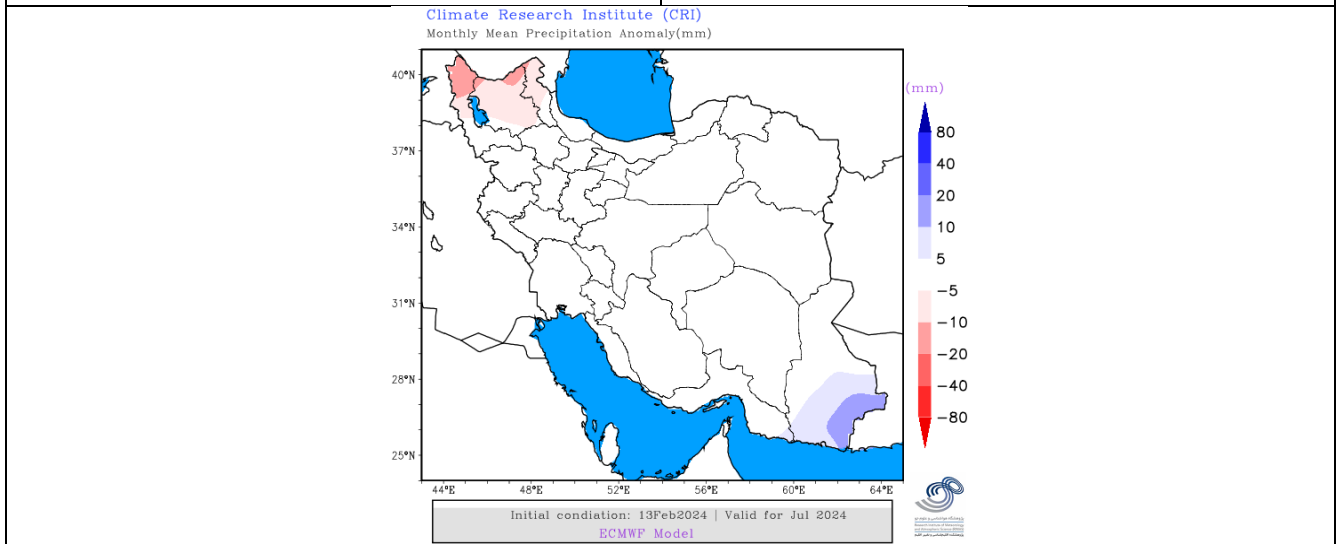 Climate Research Institute (CRI)
Monthly Mean Precipitation Anomaly(mm)
40°N
37°N
34°N
31°N
28°N
25°N
44°E 48°E 52°E 56°E 60°E 64°E
(mm)
80
40
20
10
5
−5
−10
−20
−40
−80
Initial condiation: 13Feb2024 | Valid for Jul 2024
ECMWF Model